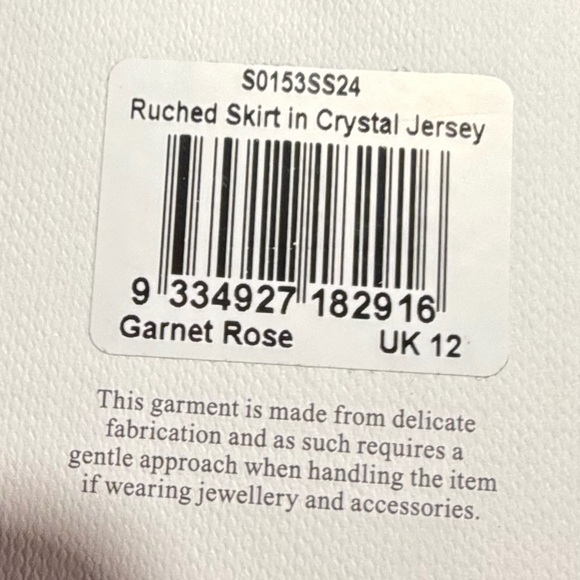 S0153SS24
Ruched Skirt in Crystal Jersey
9 334927 182916
Garnet Rose UK 12
This garment is made from delicate
fabrication and as such requires a
gentle approach when handling the item
if wearing jewellery and accessories.